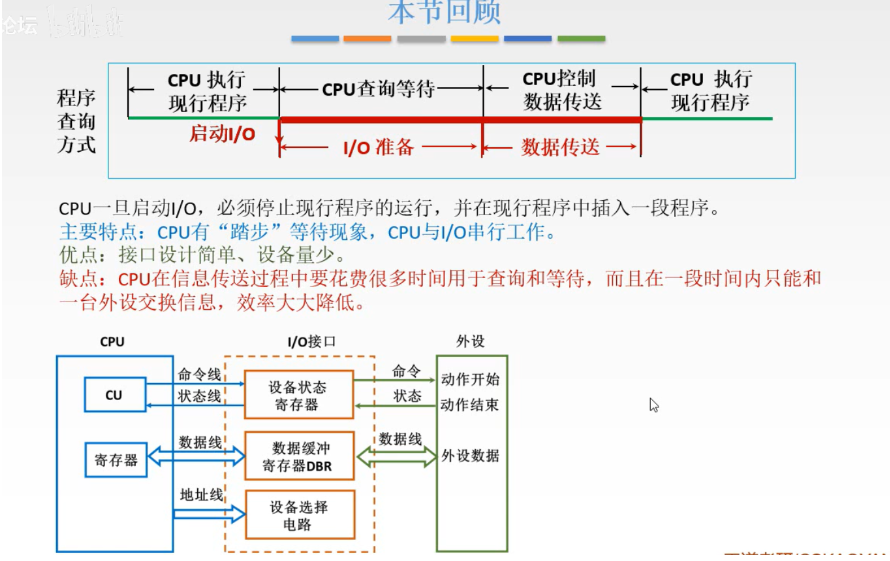 本节回顾
论坛
程序
查询
方式
CPU 执行
现行程序
CPU查询等待
CPU控制
数据传送
CPU 执行
现行程序
启动I/O
I/O 准备
数据传送
CPU一旦启动I/O，必须停止现行程序的运行，并在现行程序中插入一段程序。
主要特点：CPU有“踏步”等待现象，CPU与I/O串行工作。
优点：接口设计简单、设备量少。
缺点：CPU在信息传送过程中要花费很多时间用于查询和等待，而且在一段时间内只能和
一台外设交换信息，效率大大降低。
CPU
I/O接口
外设
CU
命令线
状态线
设备状态
寄存器
命令
状态
动作开始
动作结束
寄存器
数据线
数据缓冲
寄存器DBR
数据线
外设数据
地址线
设备选择
电路